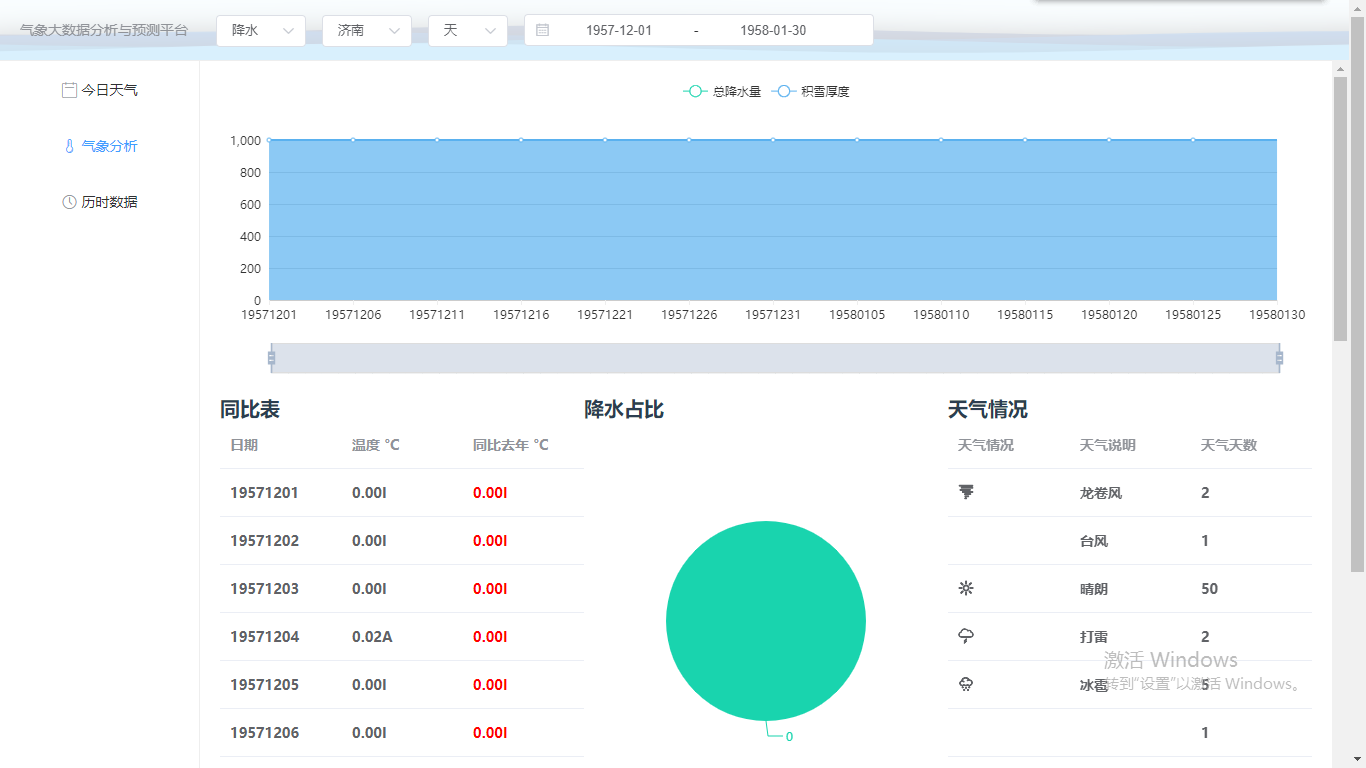 气象大数据分析与预测平台 降水 济南 天 1957-12-01 - 1958-01-30
今日天气
气象分析
历时数据
总降水量 积雪厚度
1,000
800
600
400
200
0
19571201 19571206 19571211 19571216 19571221 19571226 19571231 19580105 19580110 19580115 19580120 19580125 19580130
同比表 降水占比 天气情况
日期 温度 ℃ 同比去年 ℃ 天气情况 天气说明 天气天数
19571201 0.00I 0.00I 龙卷风 2
19571202 0.00I 0.00I 台风 1
19571203 0.00I 0.00I 晴朗 50
19571204 0.02A 0.00I 打雷 2
激活 Windows
19571205 0.00I 0.00I 冰雹 5
转到“设置”以激活 Windows。
19571206 0.00I 0.00I 1
0